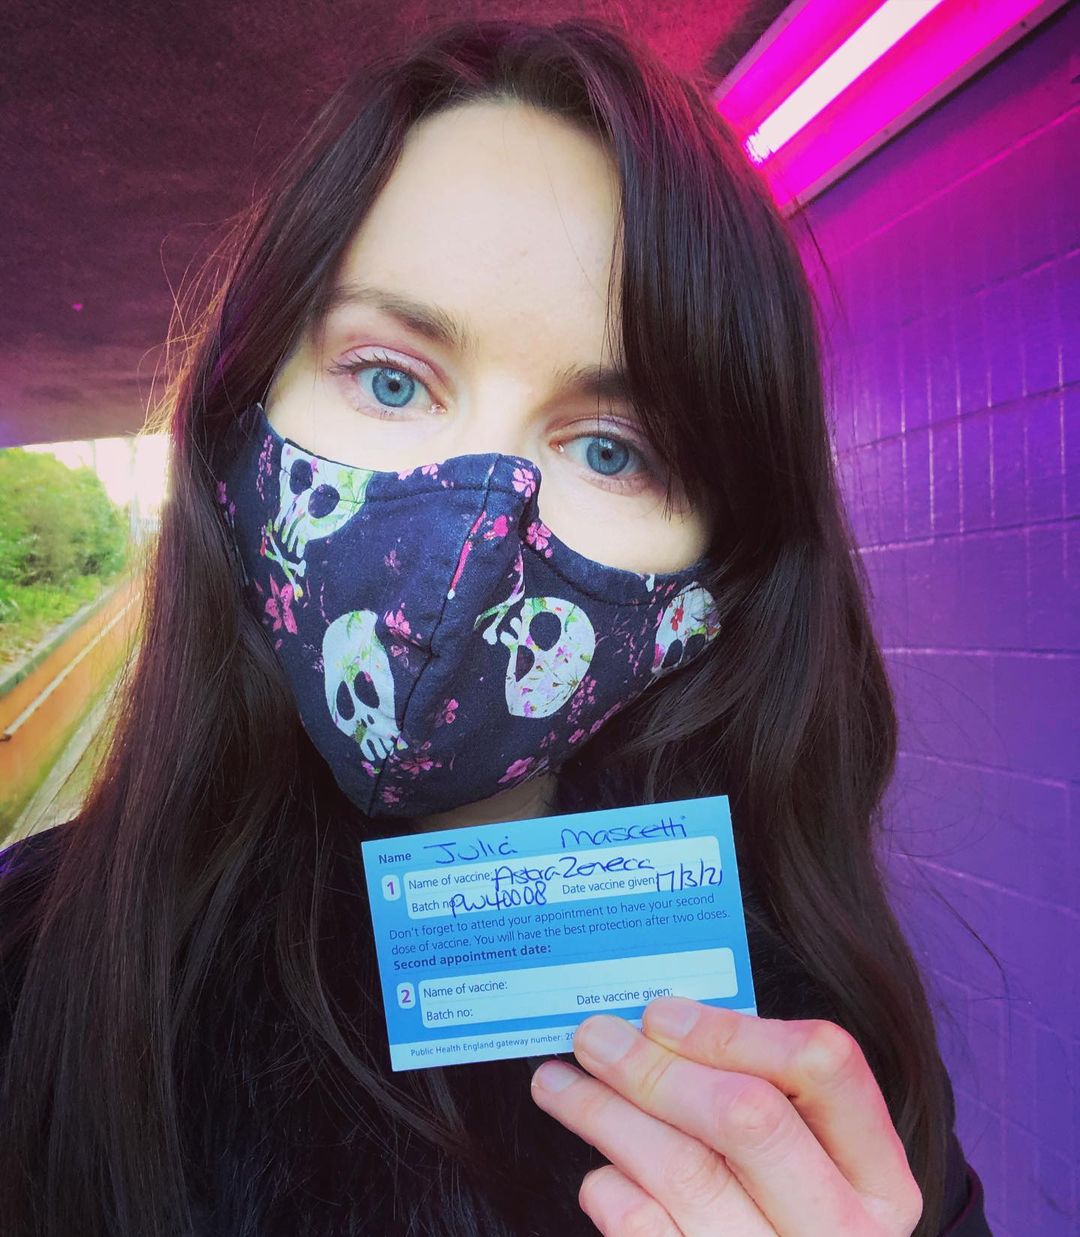 Name Julia Mascetti
1 Name of vaccine: AstraZeneca
Batch no: PW40008 Date vaccine given: 17/3/21
Don't forget to attend your appointment to have your second
dose of vaccine. You will have the best protection after two doses.
Second appointment date:
2 Name of vaccine:
Batch no: Date vaccine given:
Public Health England gateway number: 20